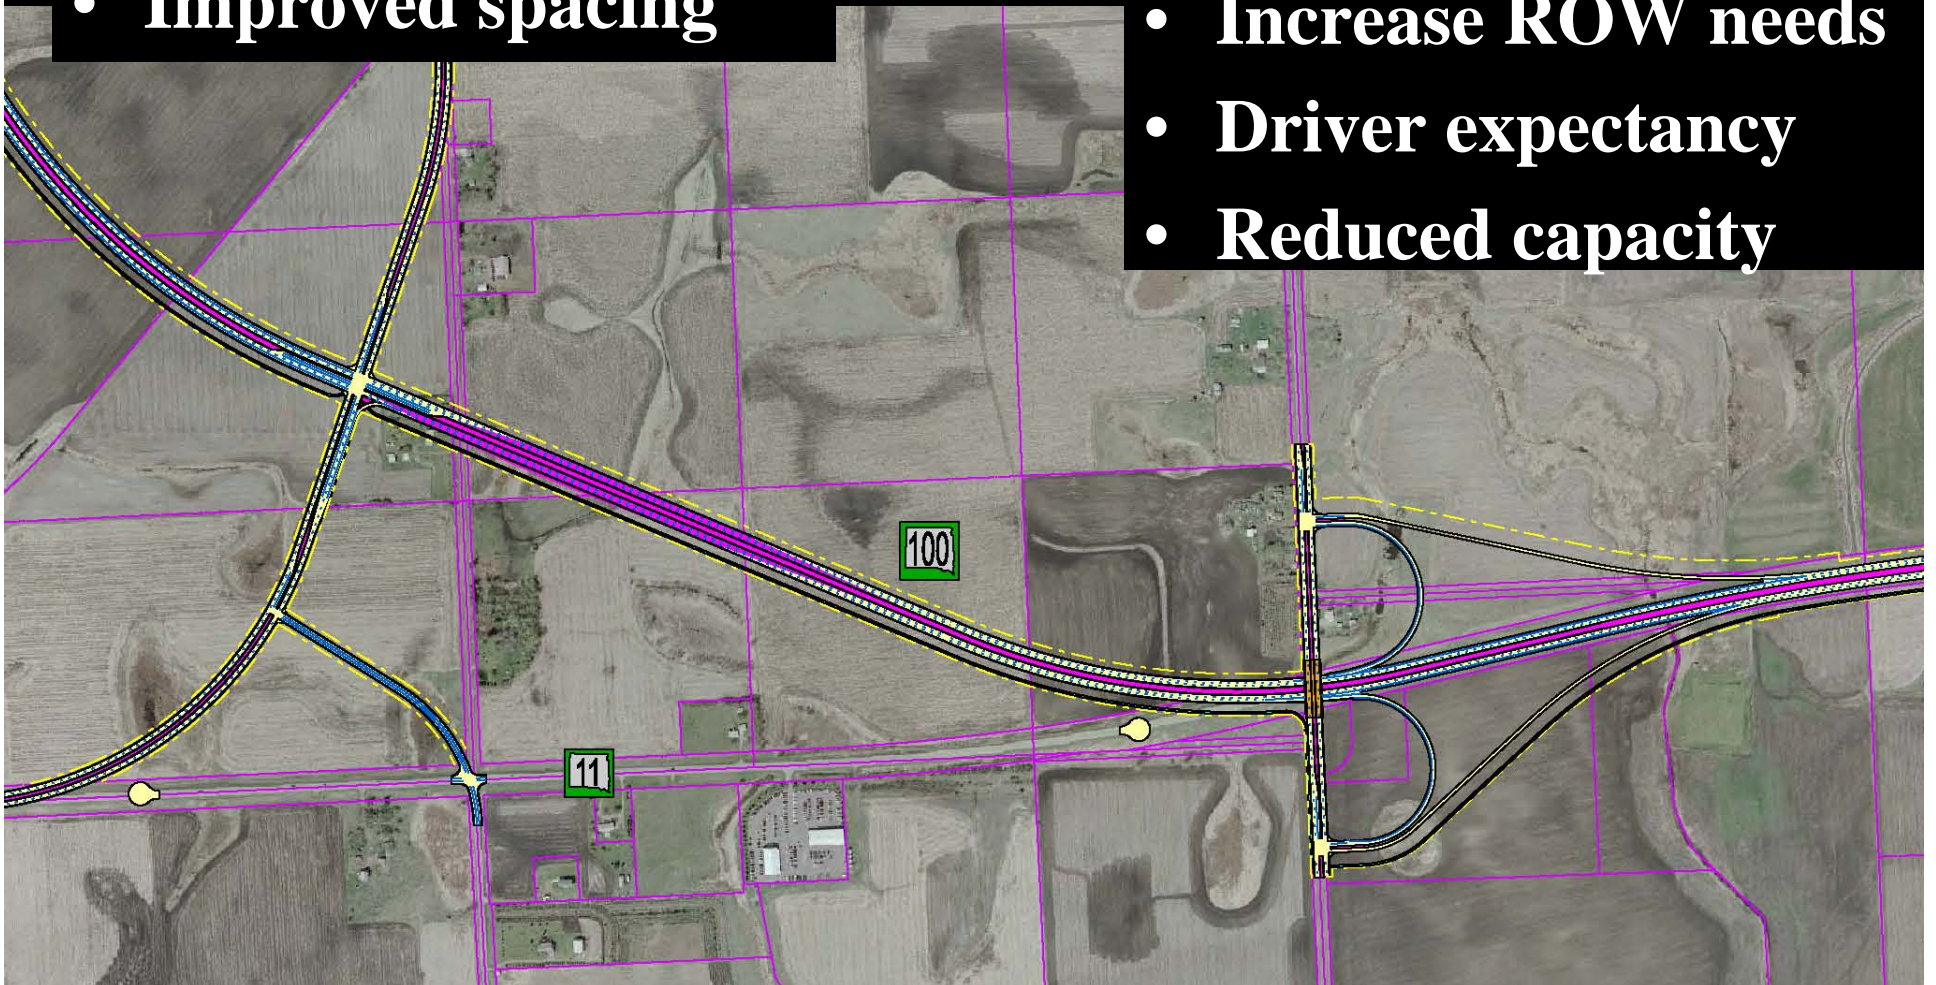 • Improved spacing
• Increase ROW needs
• Driver expectancy
• Reduced capacity
100
11